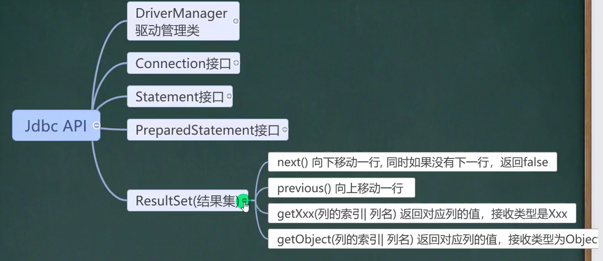 DriverManager
驱动管理类
Connection接口
Statement接口
Jdbc API
PreparedStatement接口
ResultSet(结果集)
next() 向下移动一行, 同时如果没有下一行，返回false
previous() 向上移动一行
getXxx(列的索引| 列名) 返回对应列的值，接收类型是Xxx
getObject(列的索引| 列名) 返回对应列的值，接收类型为Objec